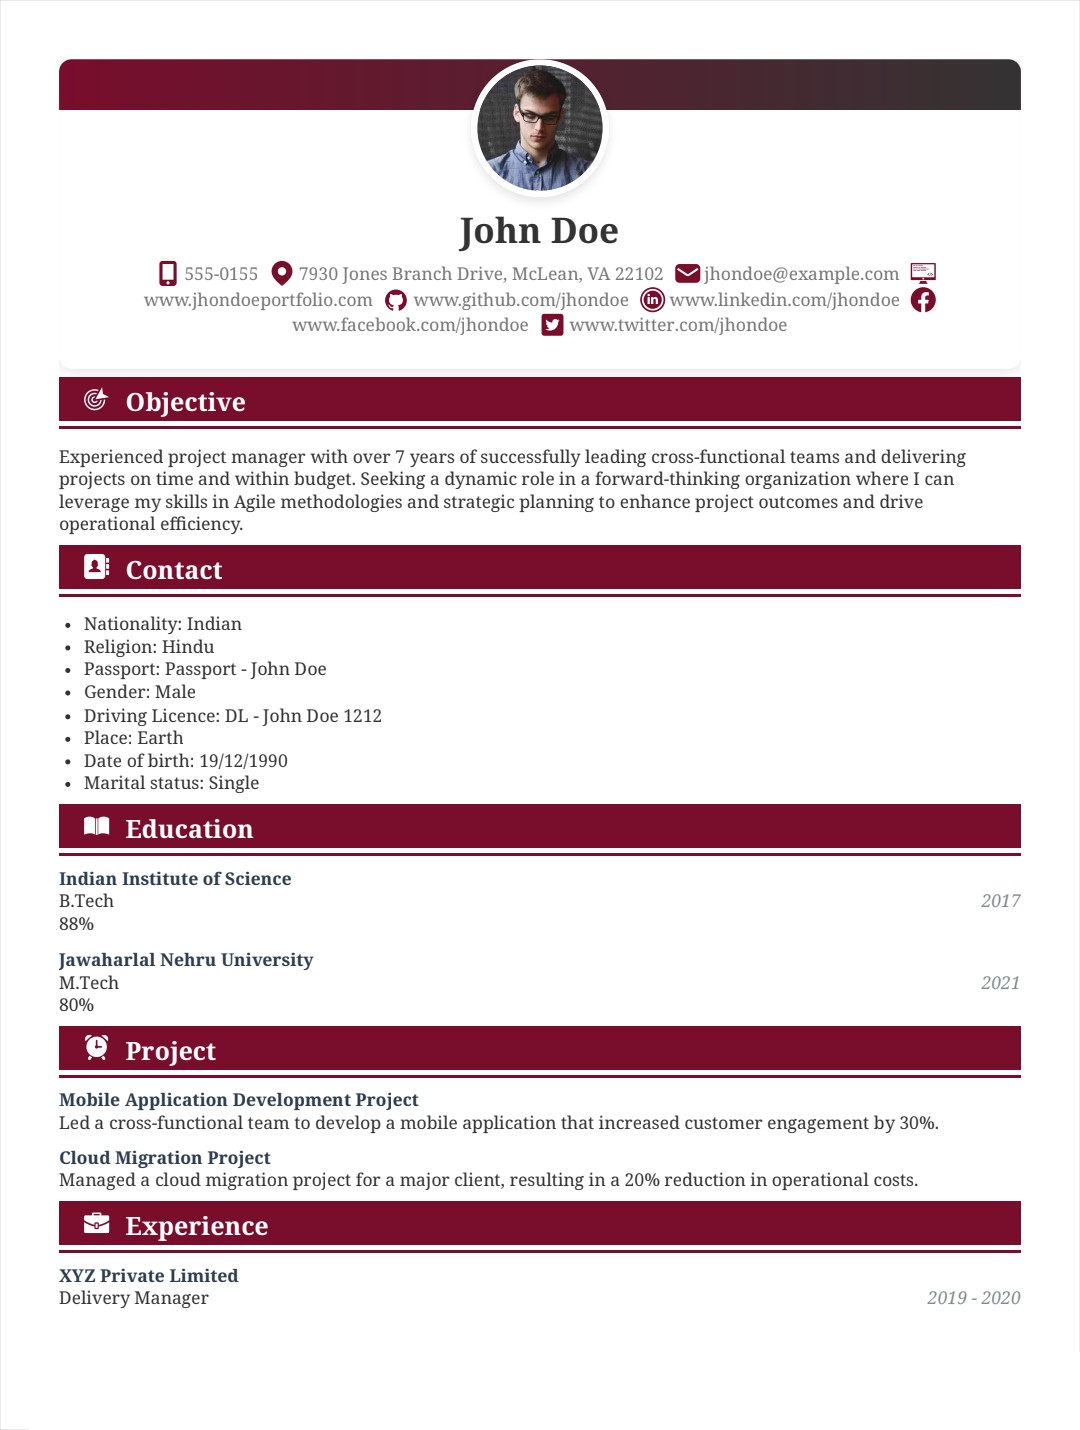 John Doe
555-0155 7930 Jones Branch Drive, McLean, VA 22102 jhondoe@example.com
www.jhondoeportfolio.com www.github.com/jhondoe www.linkedin.com/jhondoe
www.facebook.com/jhondoe www.twitter.com/jhondoe
Objective
Experienced project manager with over 7 years of successfully leading cross-functional teams and delivering
projects on time and within budget. Seeking a dynamic role in a forward-thinking organization where I can
leverage my skills in Agile methodologies and strategic planning to enhance project outcomes and drive
operational efficiency.
Contact
• Nationality: Indian
• Religion: Hindu
• Passport: Passport - John Doe
• Gender: Male
• Driving Licence: DL - John Doe 1212
• Place: Earth
• Date of birth: 19/12/1990
• Marital status: Single
Education
Indian Institute of Science
B.Tech 2017
88%
Jawaharlal Nehru University
M.Tech 2021
80%
Project
Mobile Application Development Project
Led a cross-functional team to develop a mobile application that increased customer engagement by 30%.
Cloud Migration Project
Managed a cloud migration project for a major client, resulting in a 20% reduction in operational costs.
Experience
XYZ Private Limited
Delivery Manager 2019 - 2020